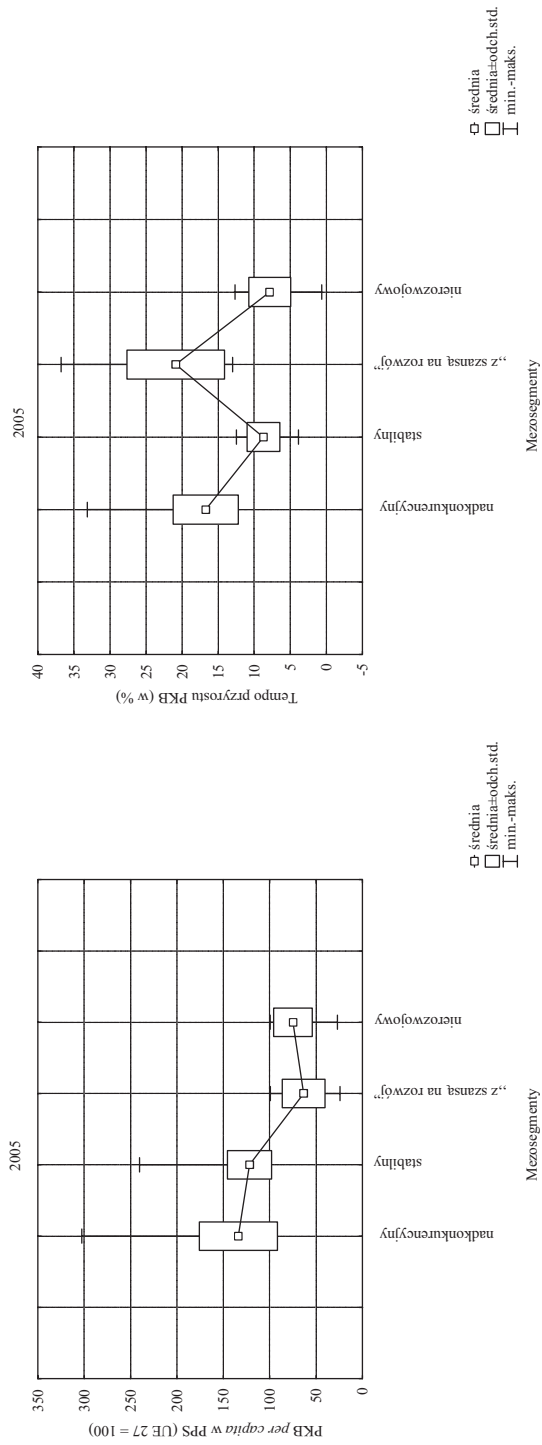 2005
PKB per capita w PPS (UE 27 = 100)
350
300
250
200
150
100
50
0
nadkonkurencyjny
stabilny
„z szansą na rozwój”
nierozwojowy
Mezosegmenty
średnia
średnia±odch.std.
min.-maks.
2005
Tempo przyrostu PKB (w %)
40
35
30
25
20
15
10
5
0
-5
nadkonkurencyjny
stabilny
„z szansą na rozwój”
nierozwojowy
Mezosegmenty
średnia
średnia±odch.std.
min.-maks.